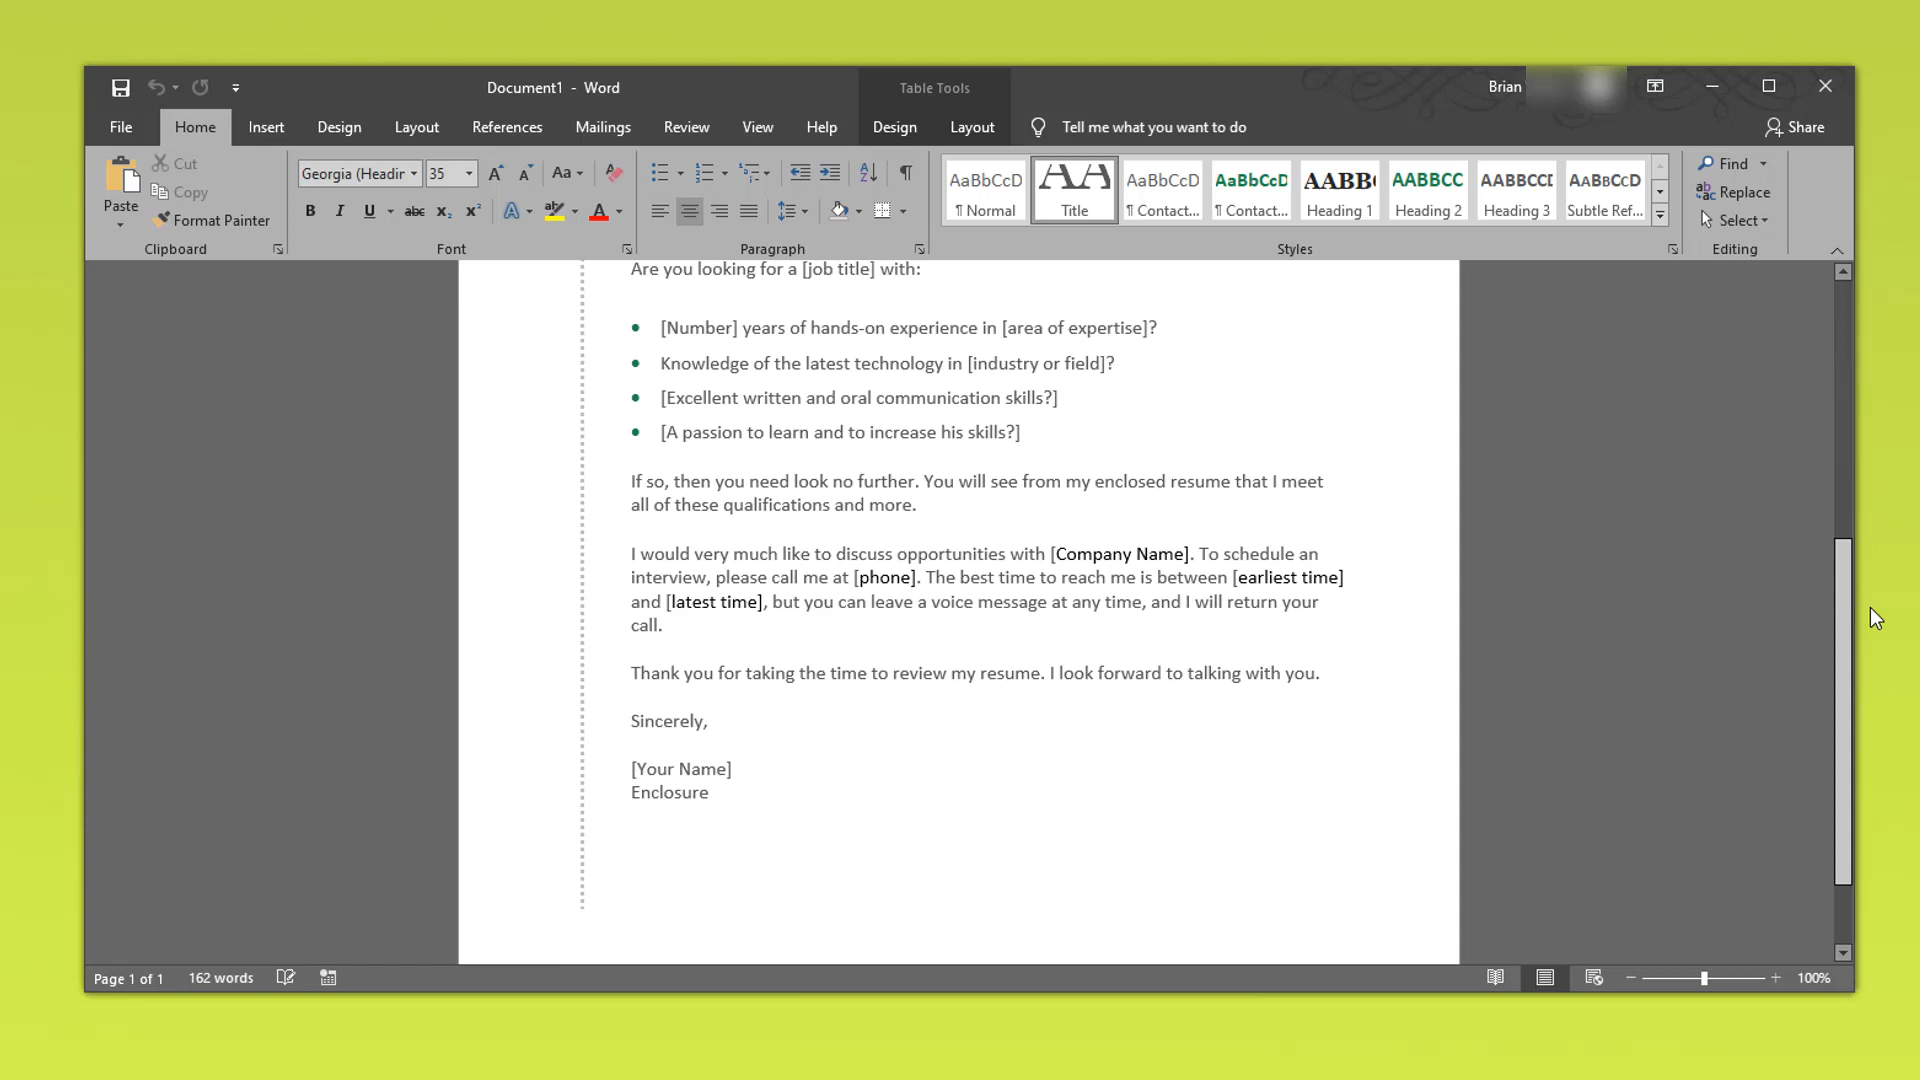 Document1 - Word
Table Tools
Brian
File Home Insert Design Layout References Mailings Review View Help Design Layout Tell me what you want to do Share
Paste
Cut
Copy
Format Painter
Clipboard
Georgia (Headir 35 Aa
B I U abc x₂ x² A ab A
Font
A Z ¶
Paragraph
AaBbCcD AA AaBbCcD AaBbCcD AABBC AABBCC AABBCCD AABBCCD
¶ Normal Title ¶ Contact... ¶ Contact... Heading 1 Heading 2 Heading 3 Subtle Ref...
Styles
Find
Replace
Select
Editing
Are you looking for a [job title] with:
• [Number] years of hands-on experience in [area of expertise]?
• Knowledge of the latest technology in [industry or field]?
• [Excellent written and oral communication skills?]
• [A passion to learn and to increase his skills?]
If so, then you need look no further. You will see from my enclosed resume that I meet
all of these qualifications and more.
I would very much like to discuss opportunities with [Company Name]. To schedule an
interview, please call me at [phone]. The best time to reach me is between [earliest time]
and [latest time], but you can leave a voice message at any time, and I will return your
call.
Thank you for taking the time to review my resume. I look forward to talking with you.
Sincerely,
[Your Name]
Enclosure
Page 1 of 1 162 words 100%